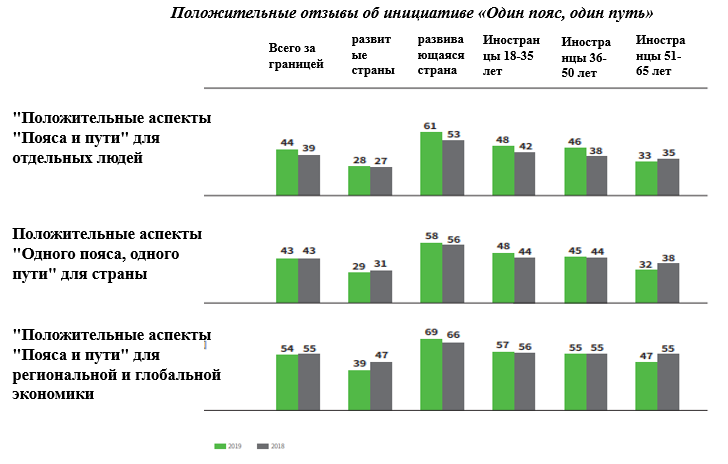 Положительные отзывы об инициативе «Один пояс, один путь»
Всего за
границей
развит
ые
страны
развива
ющаяся
страна
Иностран
цы 18-35
лет
Иностра
нцы 36-
50 лет
Иностра
нцы 51-
65 лет
"Положительные аспекты
"Пояса и пути" для
отдельных людей
44 39 28 27 61 53 48 42 46 38 33 35
Положительные аспекты
"Одного пояса, одного
пути" для страны
43 43 29 31 58 56 48 44 45 44 32 38
"Положительные аспекты
"Пояса и пути" для
региональной и глобальной
экономики
54 55 39 47 69 66 57 56 55 55 47 55
2019 2018